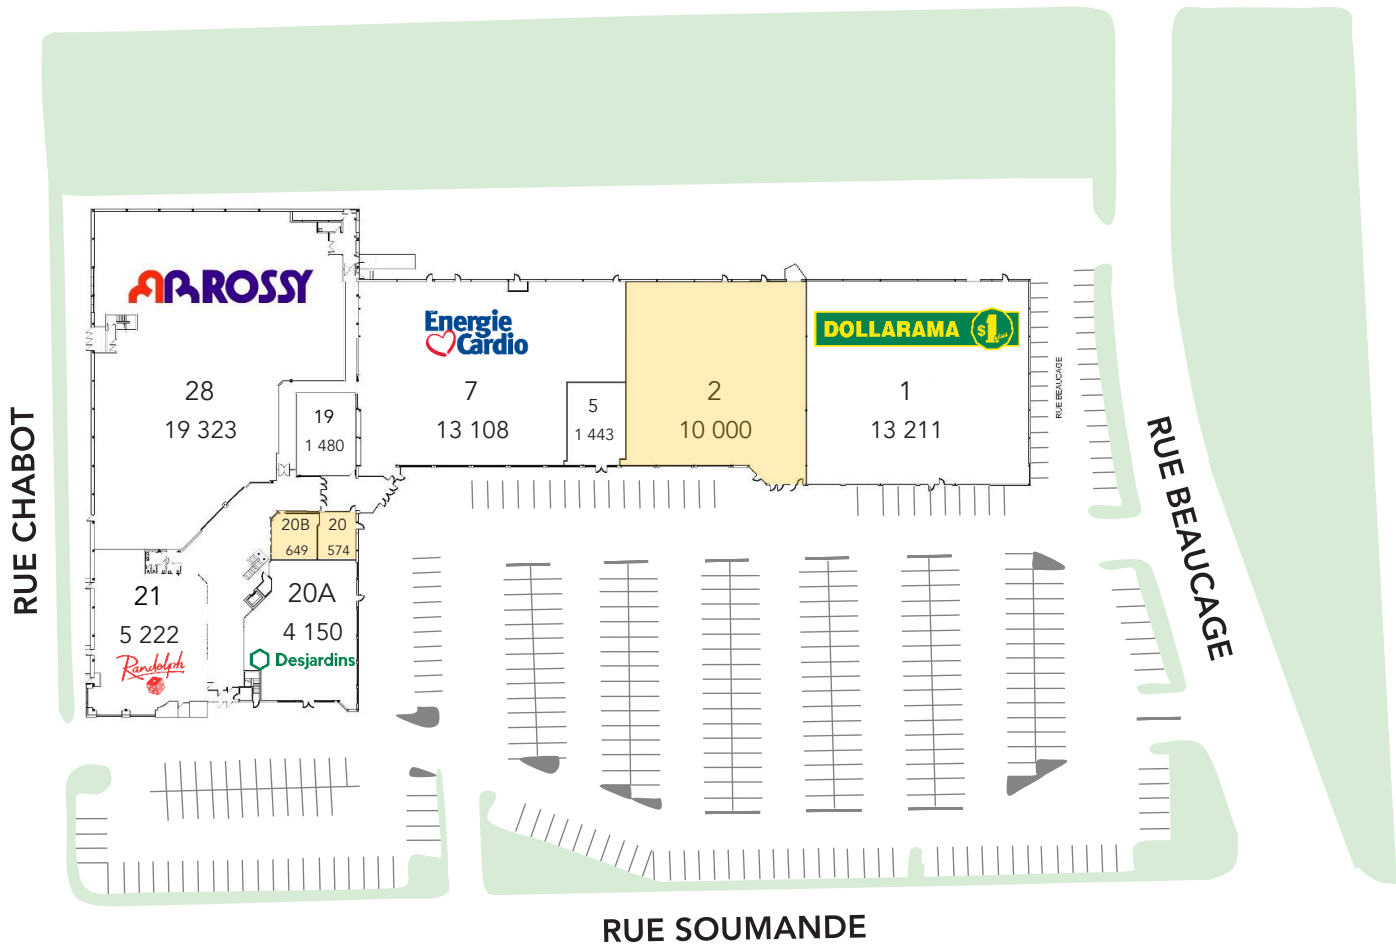 ROSSY
28
19 323
19
1 480
Energie
Cardio
7
13 108
5
1 443
2
10 000
DOLLARAMA $1 plus
1
13 211
RUE BEAUCAGE
RUE CHABOT
RUE BEAUCAGE
20B
649
20
574
21
5 222
Randolph
20A
4 150
Desjardins
RUE SOUMANDE